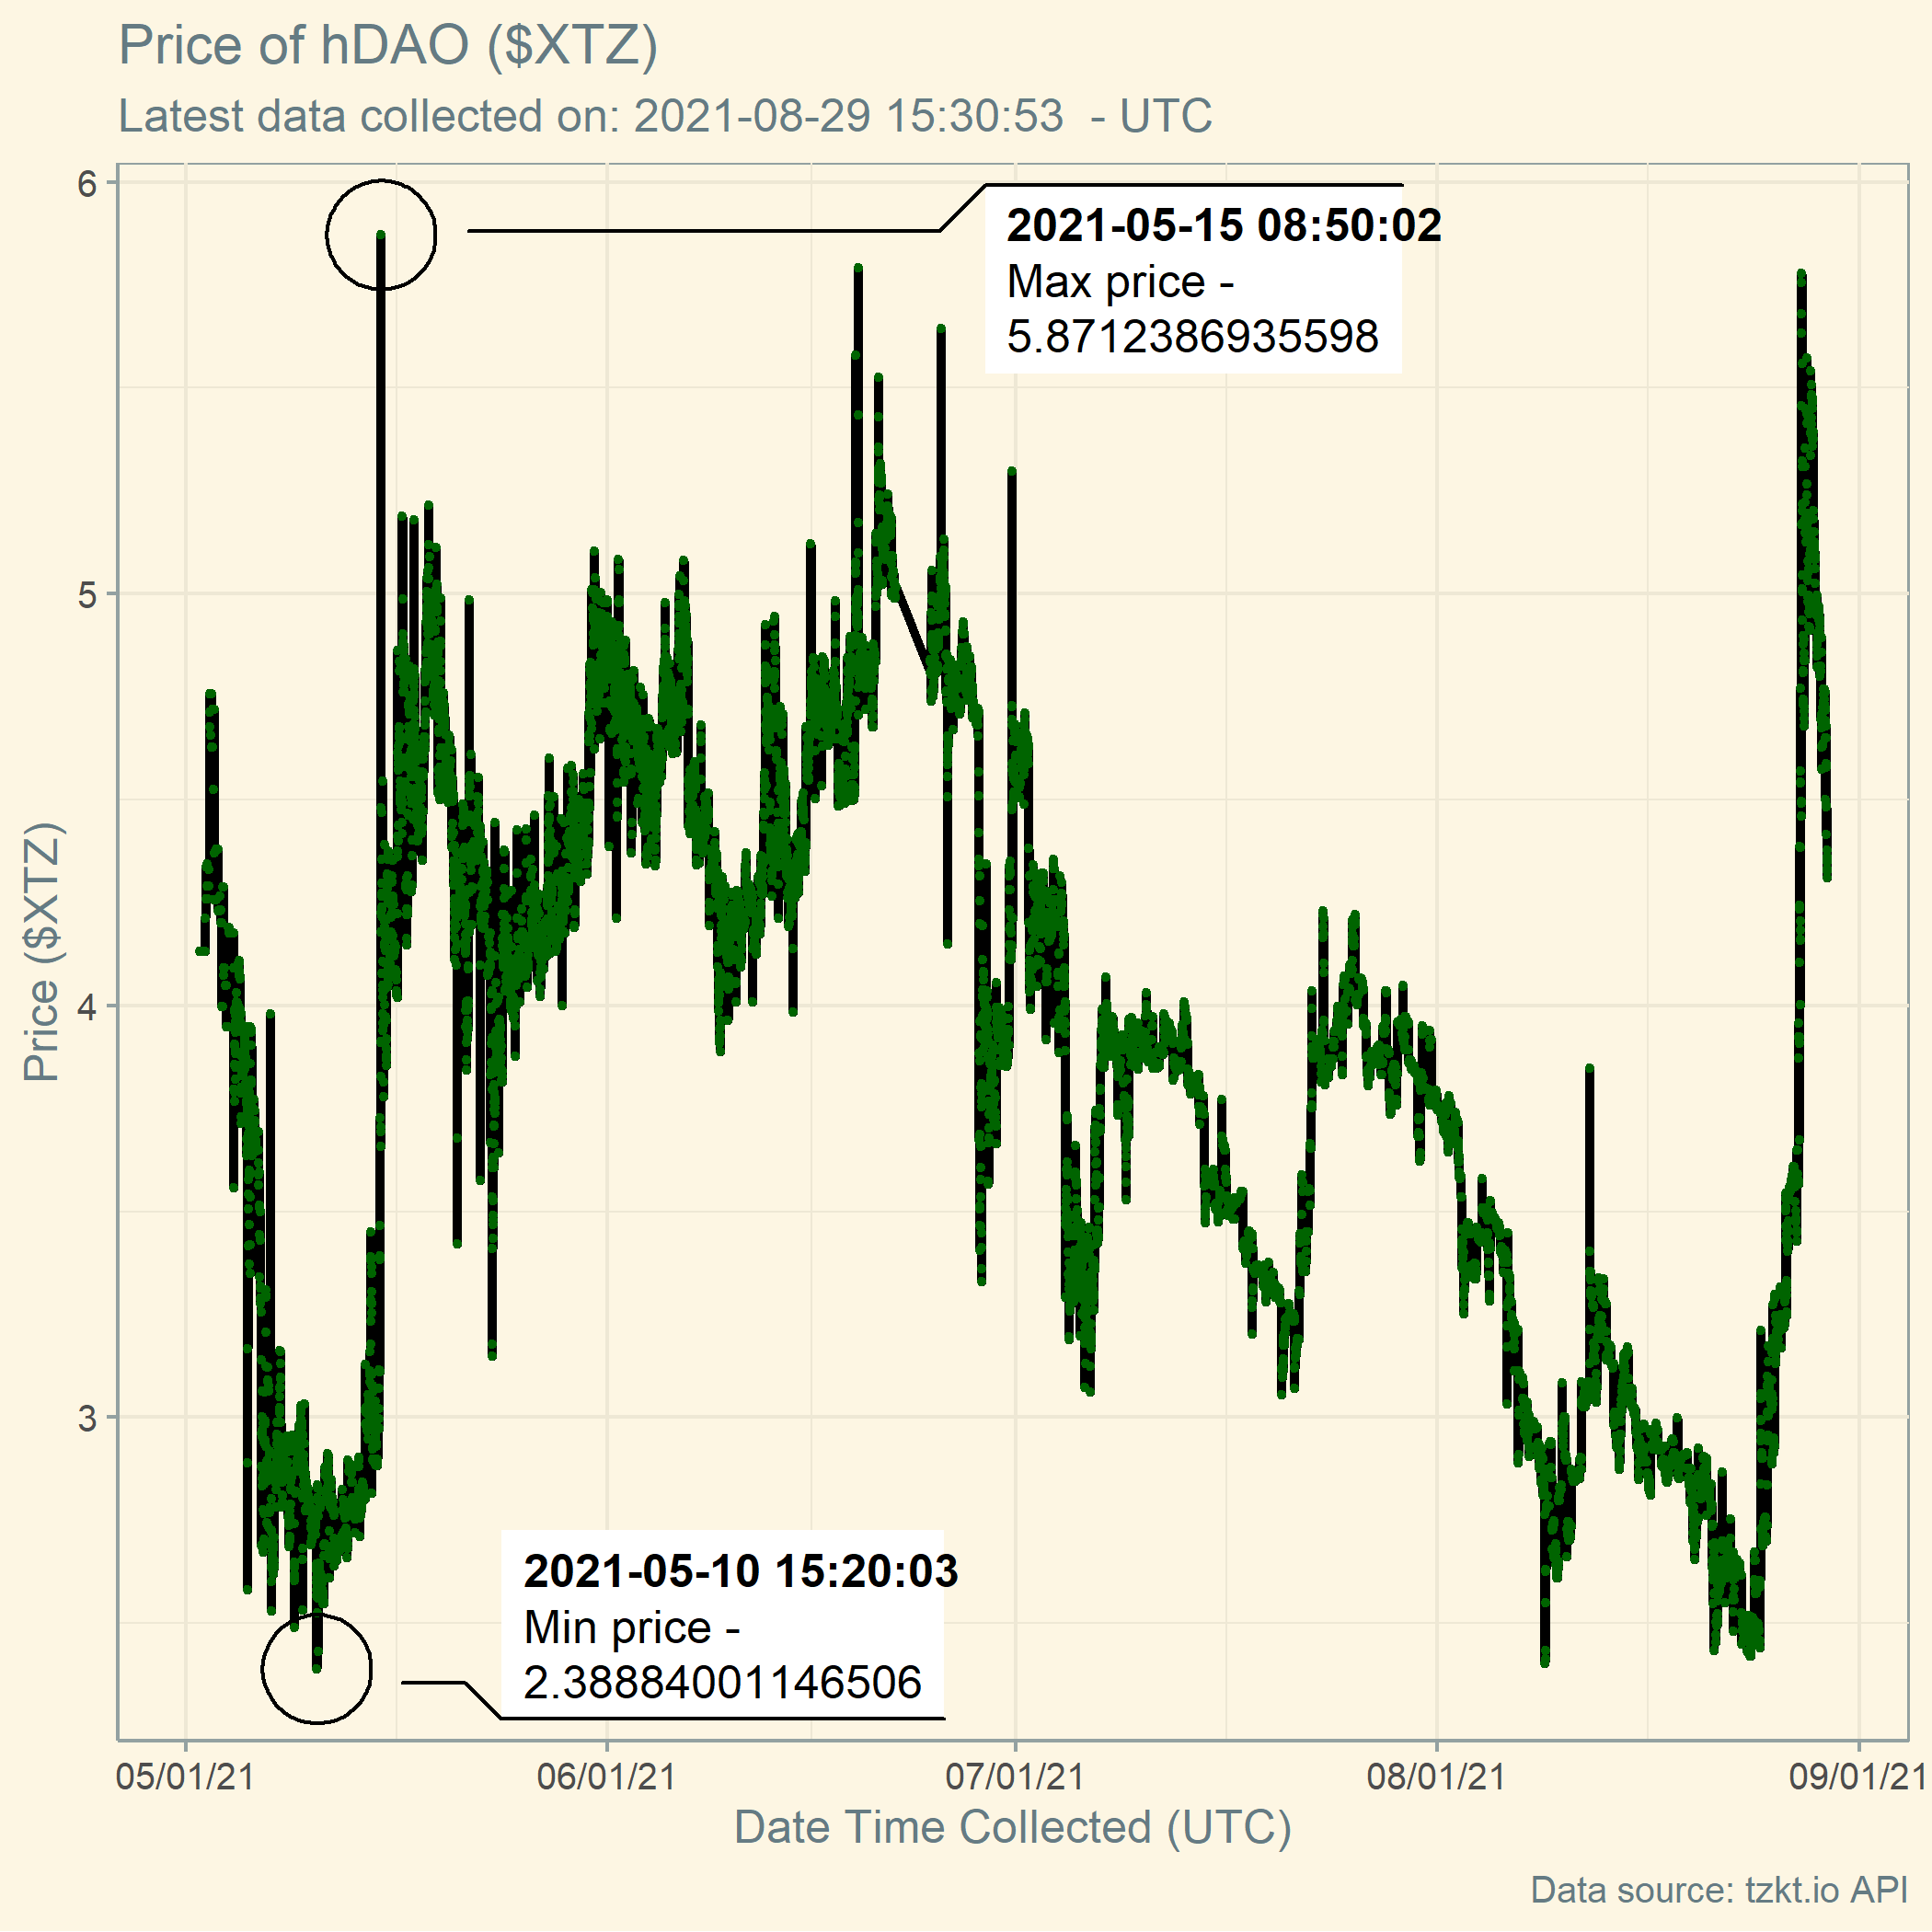 Price of hDAO ($XTZ)
Latest data collected on: 2021-08-29 15:30:53  - UTC
6
5
4
3
Price ($XTZ)
2021-05-15 08:50:02
Max price -
5.8712386935598
2021-05-10 15:20:03
Min price -
2.38884001146506
05/01/21
06/01/21
07/01/21
08/01/21
09/01/21
Date Time Collected (UTC)
Data source: tzkt.io API